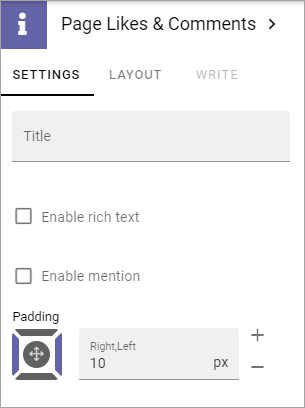 Page Likes & Comments
SETTINGS LAYOUT WRITE
Title
Enable rich text
Enable mention
Padding
Right,Left
10 px